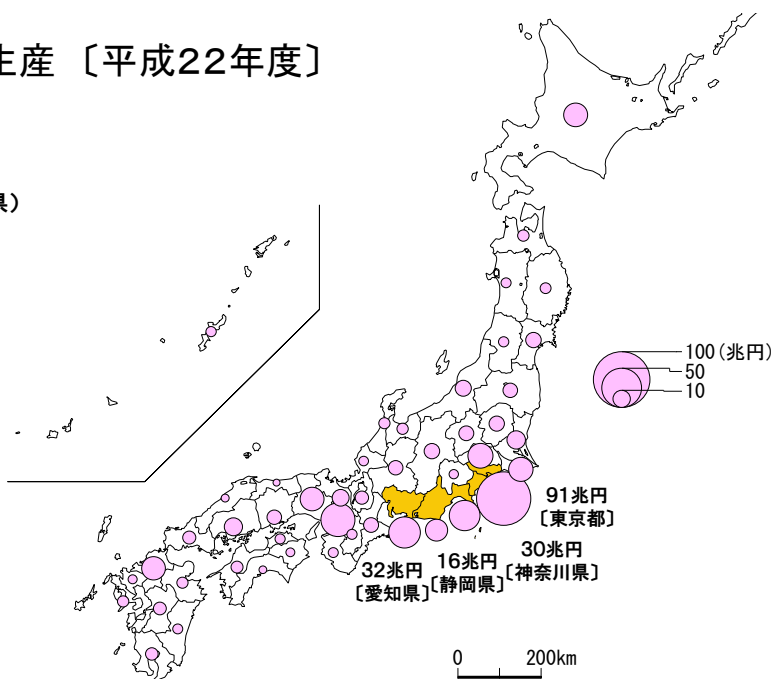 生産〔平成22年度〕
県）
100（兆円）
50
10
91兆円
〔東京都〕
30兆円
〔神奈川県〕
16兆円
〔静岡県〕
32兆円
〔愛知県〕
0 200km